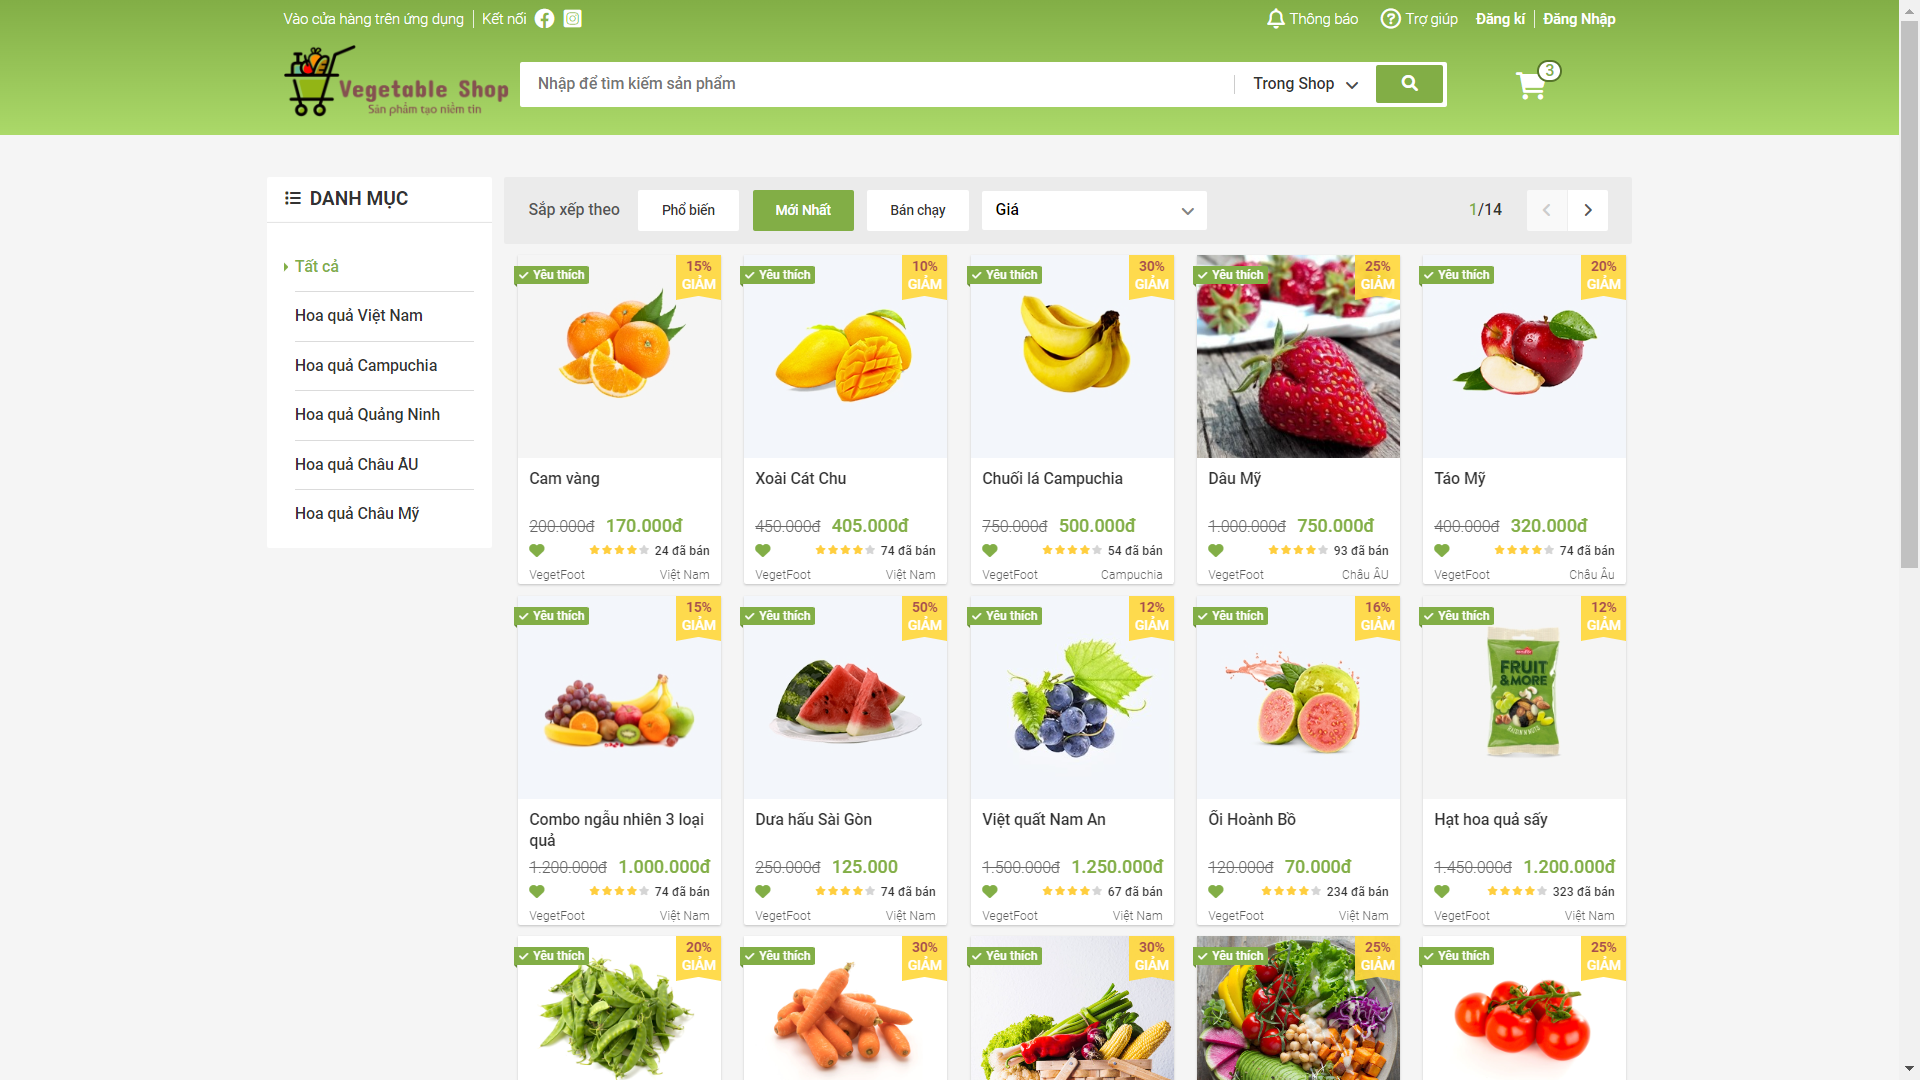 Vào cửa hàng trên ứng dụng
Kết nối
Thông báo
Trợ giúp
Đăng kí
Đăng Nhập
Vegetable Shop
Sản phẩm tạo niềm tin
Nhập để tìm kiếm sản phẩm
Trong Shop
3
DANH MỤC
Tất cả
Hoa quả Việt Nam
Hoa quả Campuchia
Hoa quả Quảng Ninh
Hoa quả Châu ÂU
Hoa quả Châu Mỹ
Sắp xếp theo
Phổ biến
Mới Nhất
Bán chạy
Giá
1/14
Yêu thích
15%
GIẢM
Cam vàng
200.000đ 170.000đ
24 đã bán
VegetFoot Việt Nam
Yêu thích
10%
GIẢM
Xoài Cát Chu
450.000đ 405.000đ
74 đã bán
VegetFoot Việt Nam
Yêu thích
30%
GIẢM
Chuối lá Campuchia
750.000đ 500.000đ
54 đã bán
VegetFoot Campuchia
Yêu thích
25%
GIẢM
Dâu Mỹ
1.000.000đ 750.000đ
93 đã bán
VegetFoot Châu ÂU
Yêu thích
20%
GIẢM
Táo Mỹ
400.000đ 320.000đ
74 đã bán
VegetFoot Châu Âu
Yêu thích
15%
GIẢM
Combo ngẫu nhiên 3 loại
quả
1.200.000đ 1.000.000đ
74 đã bán
VegetFoot Việt Nam
Yêu thích
50%
GIẢM
Dưa hấu Sài Gòn
250.000đ 125.000
74 đã bán
VegetFoot Việt Nam
Yêu thích
12%
GIẢM
Việt quất Nam An
1.500.000đ 1.250.000đ
67 đã bán
VegetFoot Việt Nam
Yêu thích
16%
GIẢM
Ổi Hoành Bồ
120.000đ 70.000đ
234 đã bán
VegetFoot Việt Nam
Yêu thích
12%
GIẢM
FRUIT
&MORE
Hạt hoa quả sấy
1.450.000đ 1.200.000đ
323 đã bán
VegetFoot Việt Nam
Yêu thích
20%
GIẢM
Yêu thích
30%
GIẢM
Yêu thích
30%
GIẢM
Yêu thích
25%
GIẢM
Yêu thích
25%
GIẢM